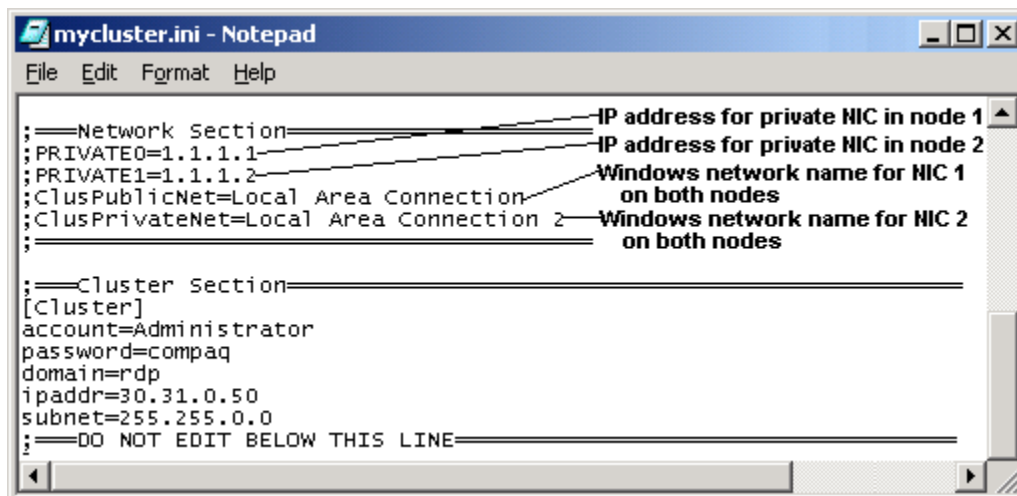 mycluster.ini - Notepad
File Edit Format Help
;===Network Section==========================
;PRIVATE0=1.1.1.1
;PRIVATE1=1.1.1.2
;ClusPublicNet=Local Area Connection
;ClusPrivateNet=Local Area Connection 2
;==========================================
IP address for private NIC in node 1
IP address for private NIC in node 2
Windows network name for NIC 1
on both nodes
Windows network name for NIC 2
on both nodes
;===Cluster Section==================================================
[Cluster]
account=Administrator
password=compaq
domain=rdp
ipaddr=30.31.0.50
subnet=255.255.0.0
;===DO NOT EDIT BELOW THIS LINE=====================================